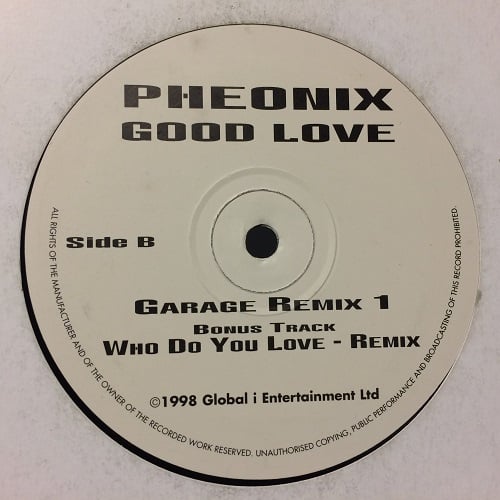 PHEONIX
GOOD LOVE
Side B
GARAGE REMIX 1
BONUS TRACK
WHO DO YOU LOVE - REMIX
©1998 Global i Entertainment Ltd
ALL RIGHTS OF THE MANUFACTURER AND OF THE OWNER OF THE RECORDED WORK RESERVED. UNAUTHORISED COPYING, PUBLIC PERFORMANCE AND BROADCASTING OF THIS RECORD PROHIBITED.